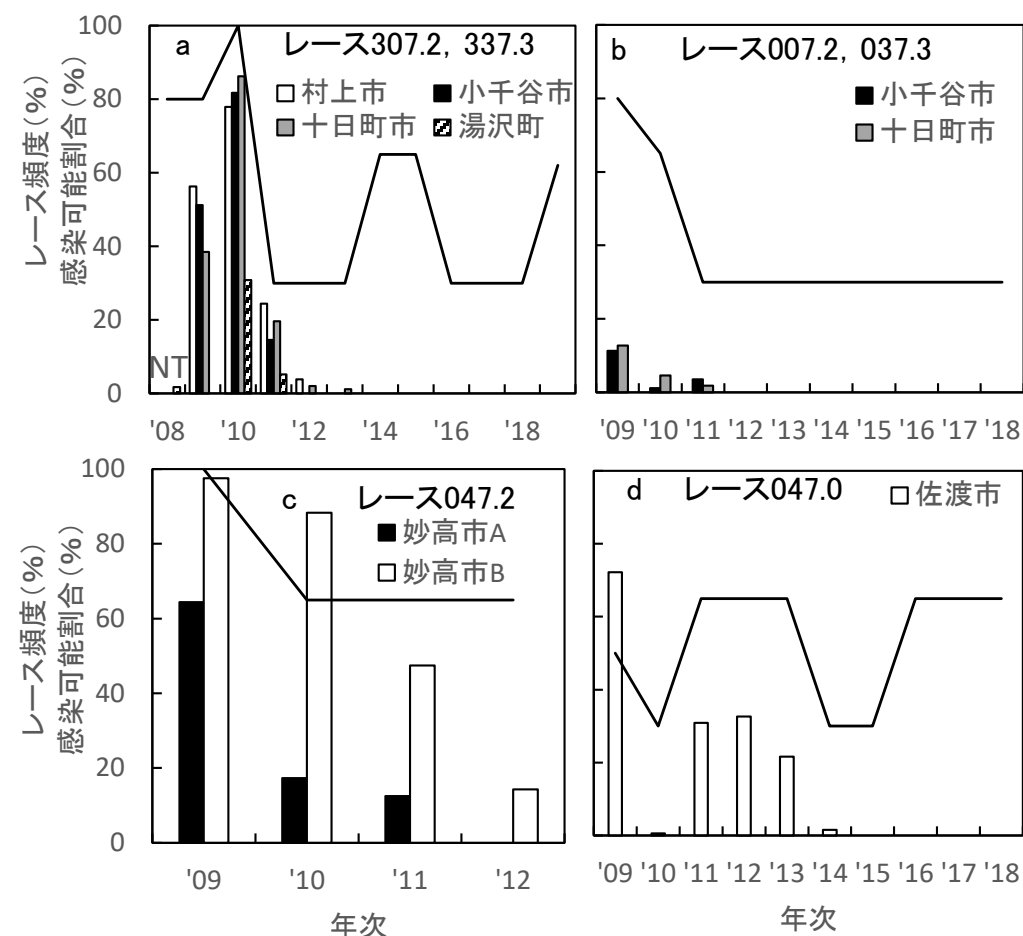 レース頻度(%)
感染可能割合(%)
100
80
60
40
20
0
a レース307.2, 337.3
村上市 小千谷市
十日町市 湯沢町
NT
'08 '10 '12 '14 '16 '18
b レース007.2, 037.3
小千谷市
十日町市
'09 '10 '11 '12 '13 '14 '15 '16 '17 '18
レース頻度(%)
感染可能割合(%)
100
80
60
40
20
0
c レース047.2
妙高市A
妙高市B
'09 '10 '11 '12
年次
d レース047.0 佐渡市
'09 '10 '11 '12 '13 '14 '15 '16 '17 '18
年次